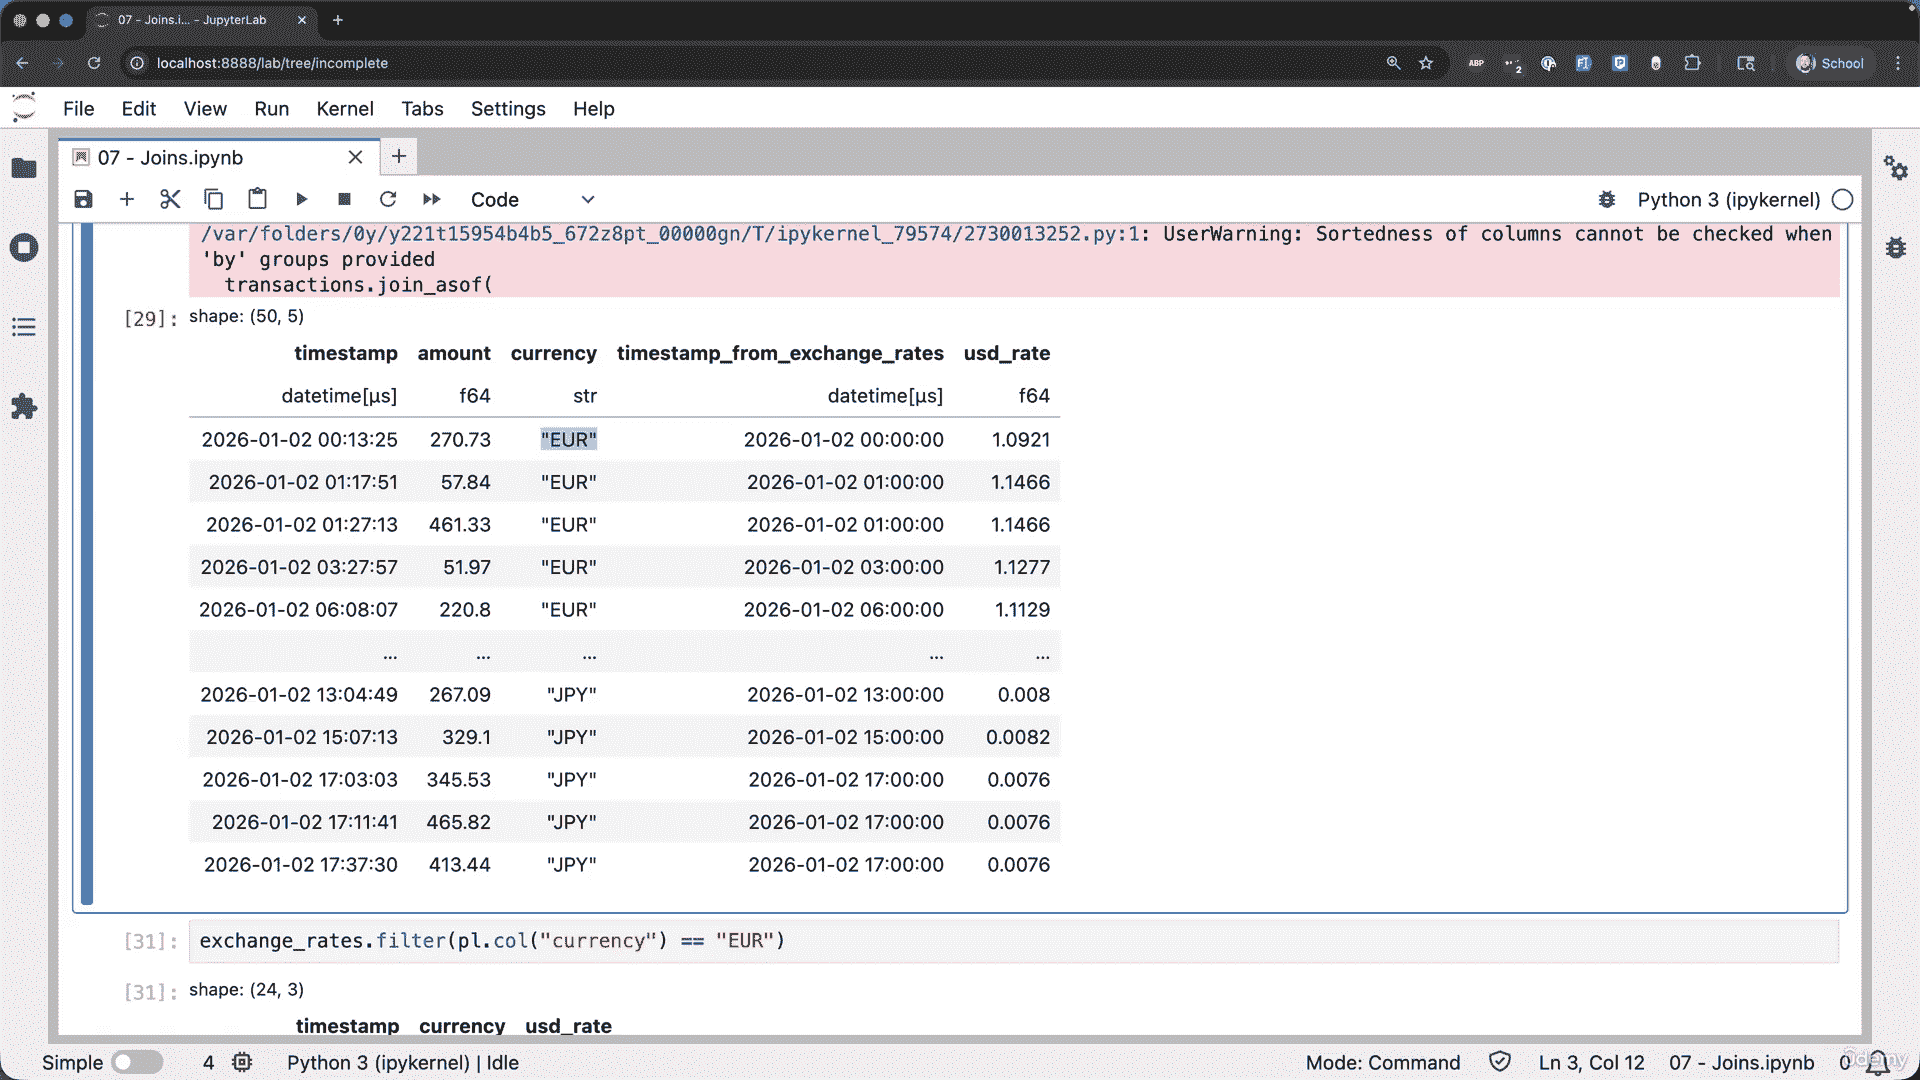 07 - Joins.i... - JupyterLab
localhost:8888/lab/tree/incomplete
ABP
2
School
File Edit View Run Kernel Tabs Settings Help
07 - Joins.ipynb
Code
Python 3 (ipykernel)
/var/folders/0y/y221t15954b4b5_672z8pt_00000gn/T/ipykernel_79574/2730013252.py:1: UserWarning: Sortedness of columns cannot be checked when
'by' groups provided
transactions.join_asof(
[29]: shape: (50, 5)
timestamp amount currency timestamp_from_exchange_rates usd_rate
datetime[μs] f64 str datetime[μs] f64
2026-01-02 00:13:25 270.73 "EUR" 2026-01-02 00:00:00 1.0921
2026-01-02 01:17:51 57.84 "EUR" 2026-01-02 01:00:00 1.1466
2026-01-02 01:27:13 461.33 "EUR" 2026-01-02 01:00:00 1.1466
2026-01-02 03:27:57 51.97 "EUR" 2026-01-02 03:00:00 1.1277
2026-01-02 06:08:07 220.8 "EUR" 2026-01-02 06:00:00 1.1129
... ... ... ... ...
2026-01-02 13:04:49 267.09 "JPY" 2026-01-02 13:00:00 0.008
2026-01-02 15:07:13 329.1 "JPY" 2026-01-02 15:00:00 0.0082
2026-01-02 17:03:03 345.53 "JPY" 2026-01-02 17:00:00 0.0076
2026-01-02 17:11:41 465.82 "JPY" 2026-01-02 17:00:00 0.0076
2026-01-02 17:37:30 413.44 "JPY" 2026-01-02 17:00:00 0.0076
[31]: exchange_rates.filter(pl.col("currency") == "EUR")
[31]: shape: (24, 3)
timestamp currency usd_rate
Simple 4 Python 3 (ipykernel) | Idle Mode: Command Ln 3, Col 12 07 - Joins.ipynb 0
udemy